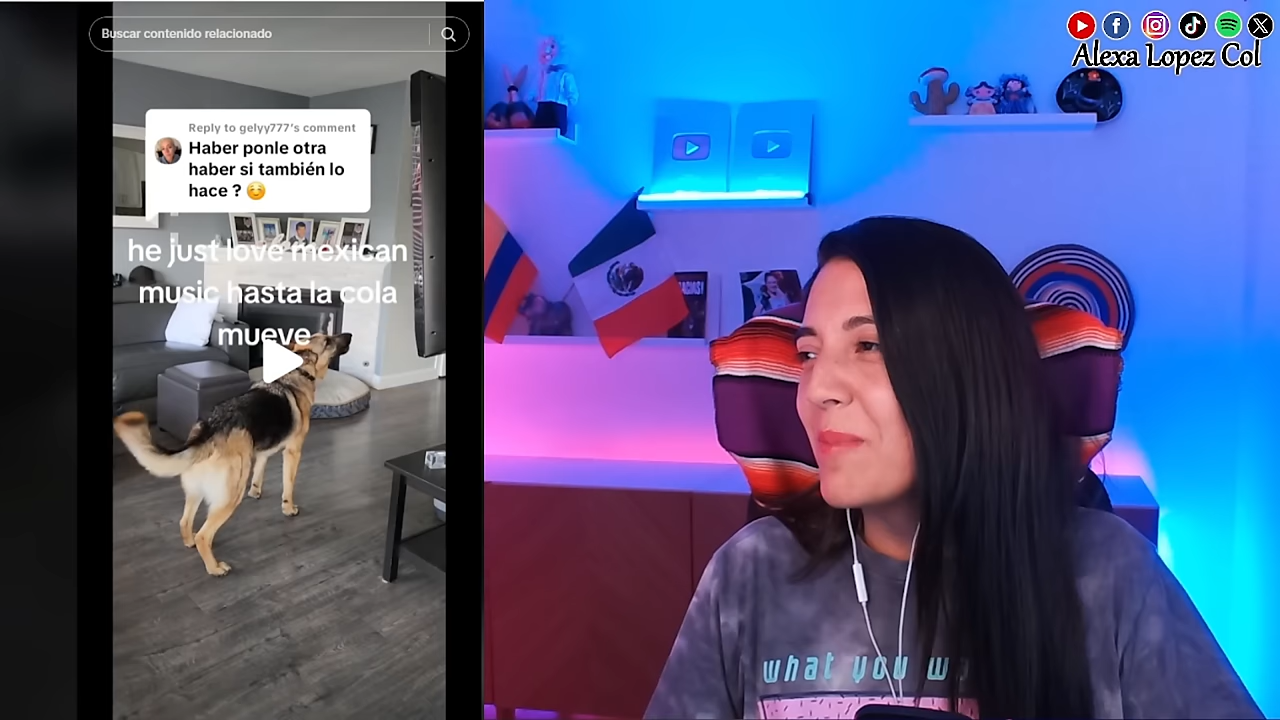 Buscar contenido relacionado
Reply to gelyy777's comment
Haber ponle otra
haber si también lo
hace ? ☺️
he just love mexican
music hasta la cola
mueve
Alexa Lopez Col
what you w